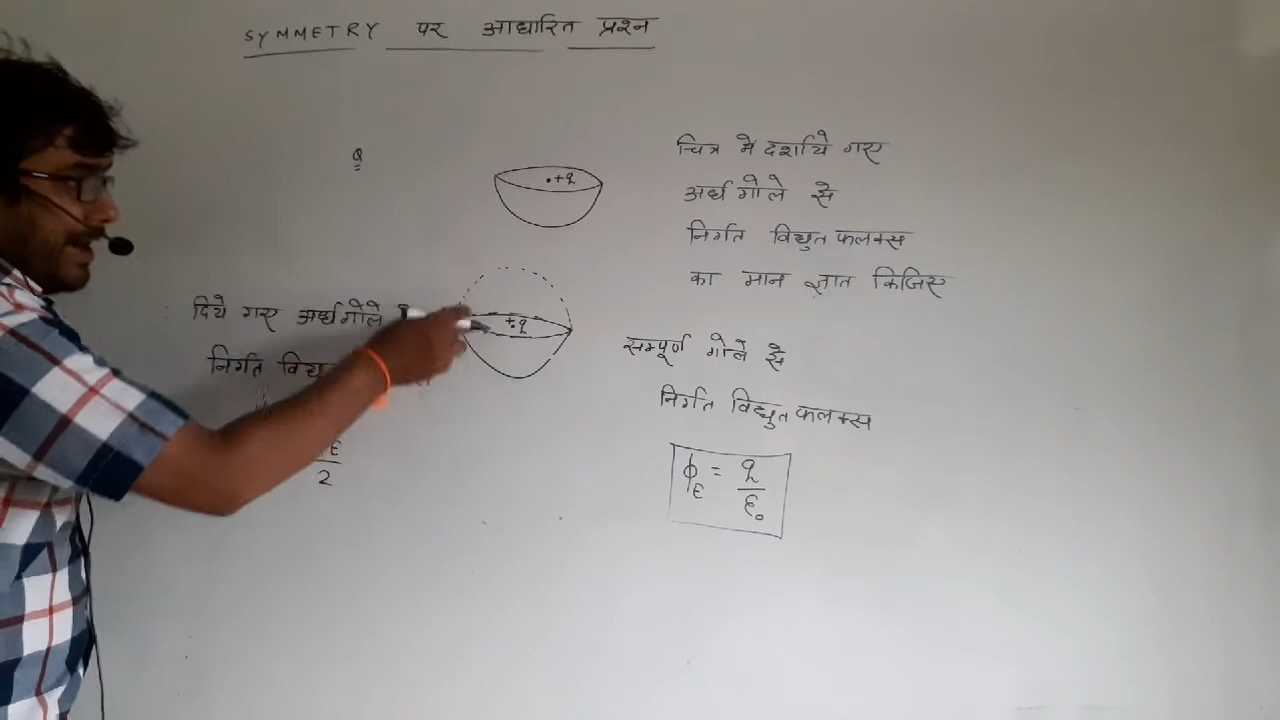 SYMMETRY पर आधारित प्रश्न
Q
.+q
चित्र में दर्शाये गए
अर्धगोले से
निर्गत विद्युत फलक्स
का मान ज्ञात किजिए
दिये गए अर्धगोले
निर्गत
+q
सम्पूर्ण गोले से
निर्गत विद्युत फलक्स
2
ϕE = q/ε0